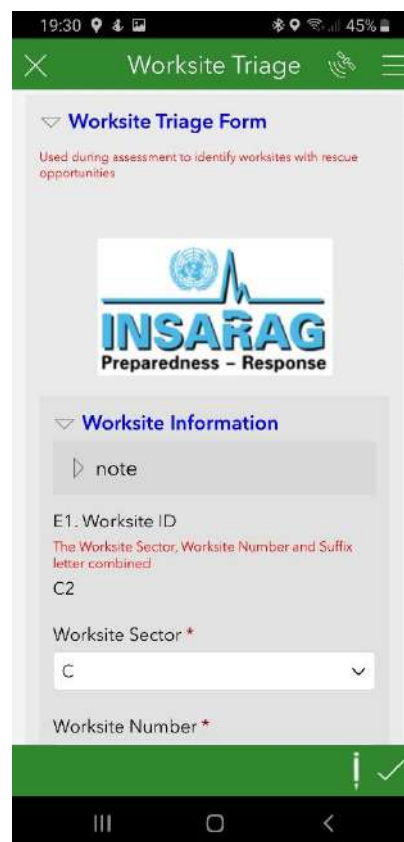 19:30
45%
Worksite Triage
Worksite Triage Form
Used during assessment to identify worksites with rescue
opportunities
INSARAG
Preparedness – Response
Worksite Information
note
E1. Worksite ID
The Worksite Sector, Worksite Number and Suffix
letter combined
C2
Worksite Sector *
C
Worksite Number *